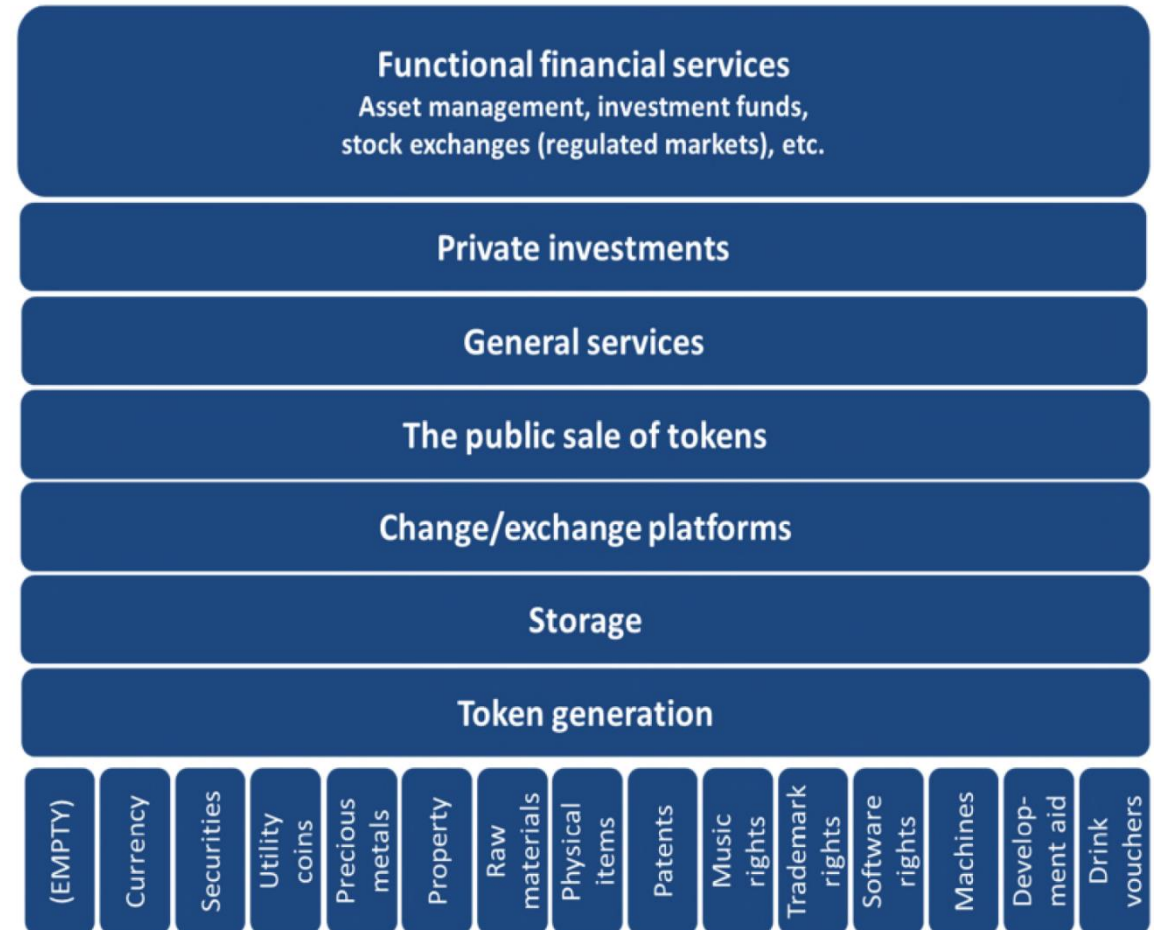 Functional financial services
Asset management, investment funds,
stock exchanges (regulated markets), etc.
Private investments
General services
The public sale of tokens
Change/exchange platforms
Storage
Token generation
(EMPTY)
Currency
Securities
Utility
coins
Precious
metals
Property
Raw
materials
Physical
items
Patents
Music
rights
Trademark
rights
Software
rights
Machines
Develop-
ment aid
Drink
vouchers